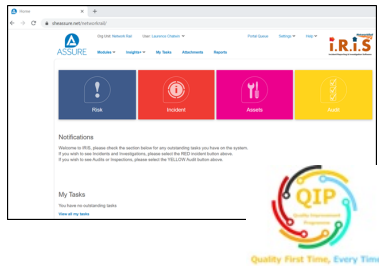 Home
sheassure.net/networkrail/
ASSURE
Org Unit: Network Rail
User: Laurence Clabern
Portal Queue
Settings
Help
Modules
Insights+
My Tasks
Attachments
Reports
i.R.i.S
Risk
Incident
Assets
Audit
Notifications
Welcome to IRIS, please check the section below for any outstanding tasks you have on the system.
If you wish to see Incidents and Investigations, please select the RED incident button above.
If you wish to see Audits or Inspections, please select the YELLOW Audit button above.
My Tasks
You have no outstanding tasks
View all my tasks
QIP
Quality Improvement
Programme
Quality First Time, Every Time